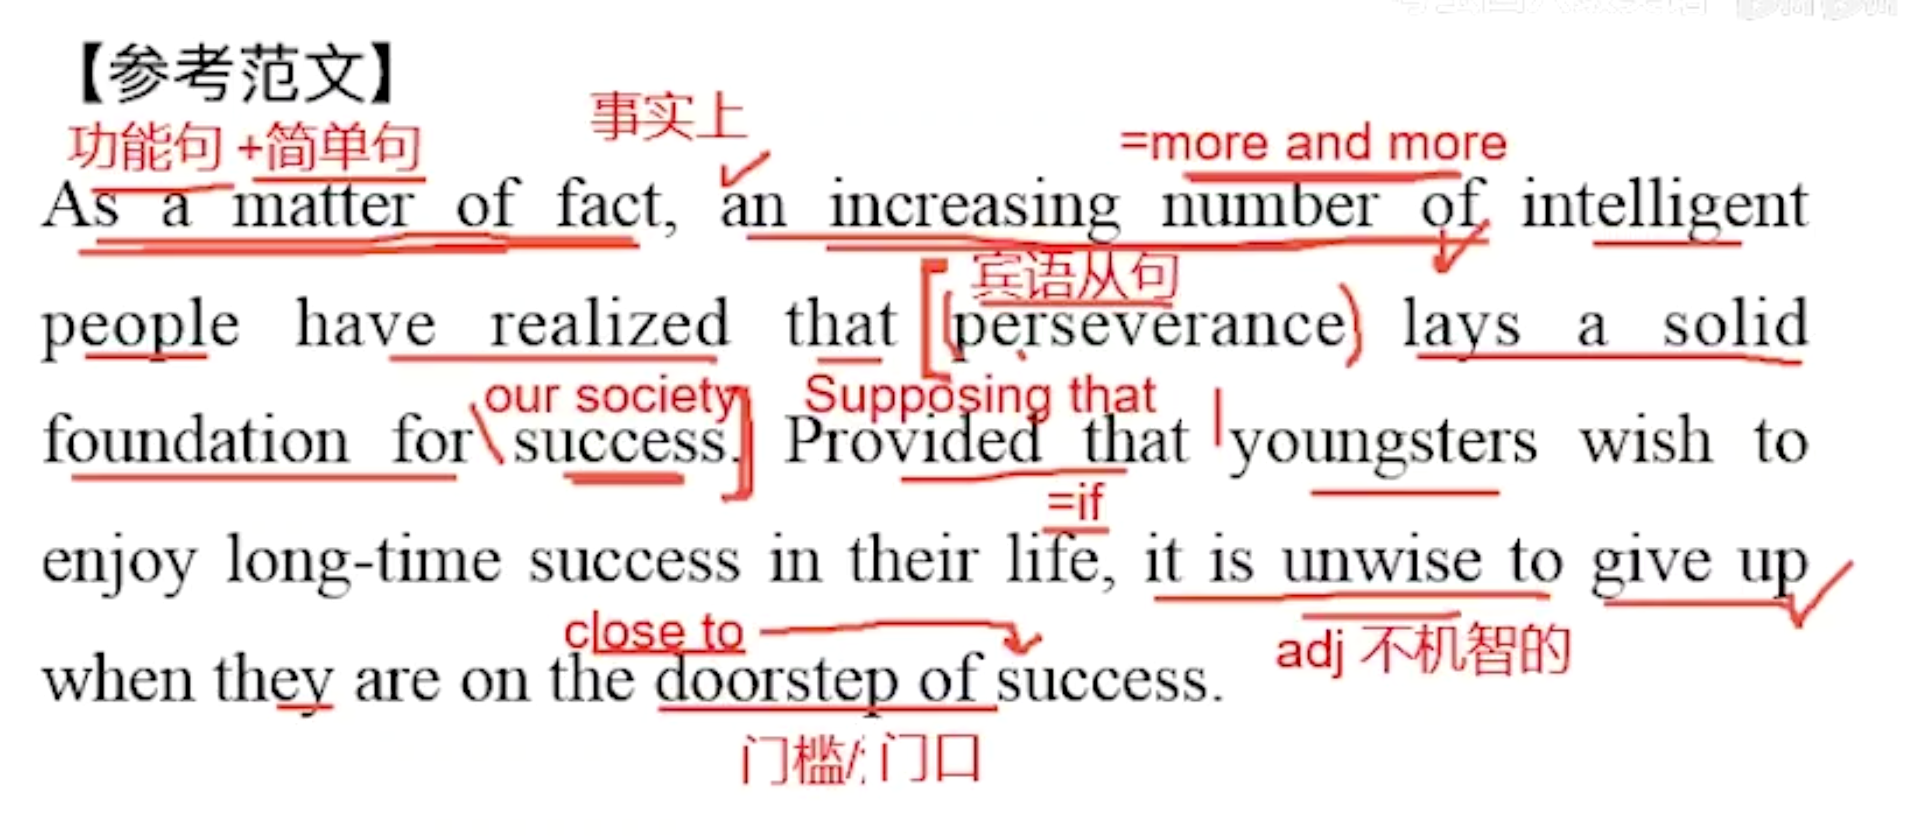 【参考范文】
事实上
功能句+简单句
=more and more
As a matter of fact, an increasing number of intelligent
宾语从句
people have realized that [(perseverance) lays a solid
our society
Supposing that
foundation for success.] Provided that youngsters wish to
=if
enjoy long-time success in their life, it is unwise to give up
close to
adj 不机智的
when they are on the doorstep of success.
门槛/ 门口